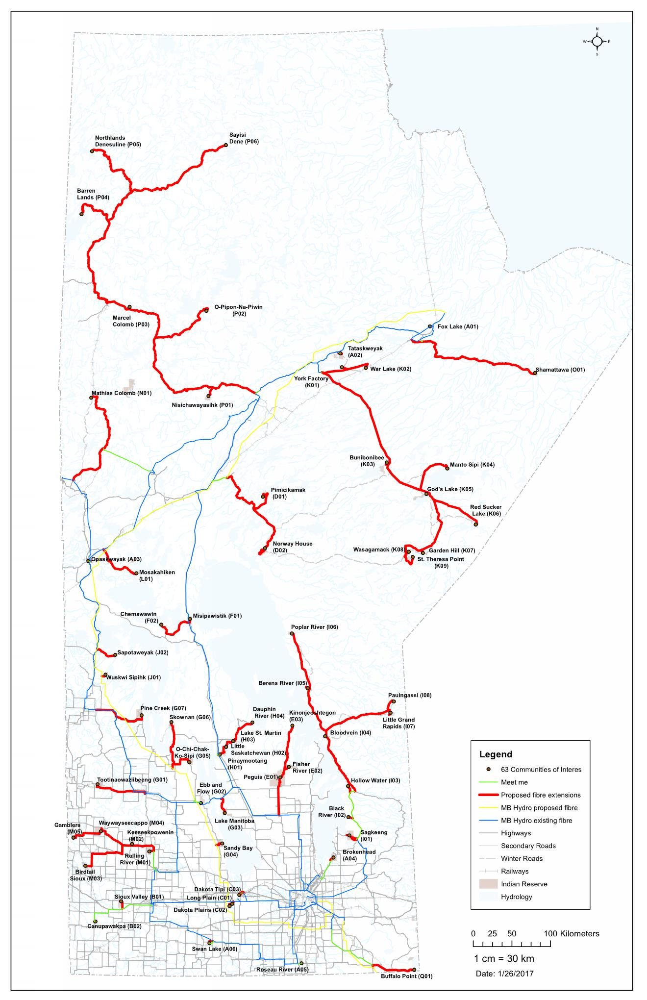 N
W
E
S
Northlands
Denesuline (P05)
Sayisi
Dene (P06)
Barren
Lands (P04)
O-Pipon-Na-Piwin
(P02)
Marcel
Colomb (P03)
Fox Lake (A01)
Tataskweyak
(A02)
War Lake (K02)
Shamattawa (O01)
York Factory
(K01)
Mathias Colomb (N01)
Nisichawayasihk (P01)
Bunibonibee
(K03)
Manto Sipi (K04)
God's Lake (K05)
Pimicikamak
(D01)
Red Sucker
Lake (K06)
Norway House
(D02)
Wasagamack (K08)
Garden Hill (K07)
St. Theresa Point
(K09)
Opaskwayak (A03)
Mosakahiken
(L01)
Chemawawin
(F02)
Misipawistik (F01)
Poplar River (I06)
Sapotaweyak (J02)
Wuskwi Sipihk (J01)
Berens River (I05)
Pauingassi (I08)
Pine Creek (G07)
Skownan (G06)
Dauphin
River (H04)
Kinonjeoshtegon
(E03)
Little Grand
Rapids (I07)
Lake St. Martin
(H03)
Bloodvein (I04)
Little
Saskatchewan (H02)
O-Chi-Chak-
Ko-Sipi (G05)
Pinaymootang
(H01)
Fisher
River (E02)
Peguis (E01)
Hollow Water (I03)
Tootinaowaziibeeng (G01)
Ebb and
Flow (G02)
Black
River (I02)
Lake Manitoba
(G03)
Gamblers
(M05)
Waywayseecappo (M04)
Keeseekoowenin
(M02)
Sagkeeng
(I01)
Sandy Bay
(G04)
Rolling
River (M01)
Brokenhead
(A04)
Birdtail
Sioux (M03)
Dakota Tipi (C03)
Long Plain (C01)
Sioux Valley (B01)
Dakota Plains (C02)
Canupawakpa (B02)
Swan Lake (A06)
Roseau River (A05)
Buffalo Point (Q01)
Legend
63 Communities of Interes
Meet me
Proposed fibre extensions
MB Hydro proposed fibre
MB Hydro existing fibre
Highways
Secondary Roads
Winter Roads
Railways
Indian Reserve
Hydrology
0 25 50 100 Kilometers
1 cm = 30 km
Date: 1/26/2017